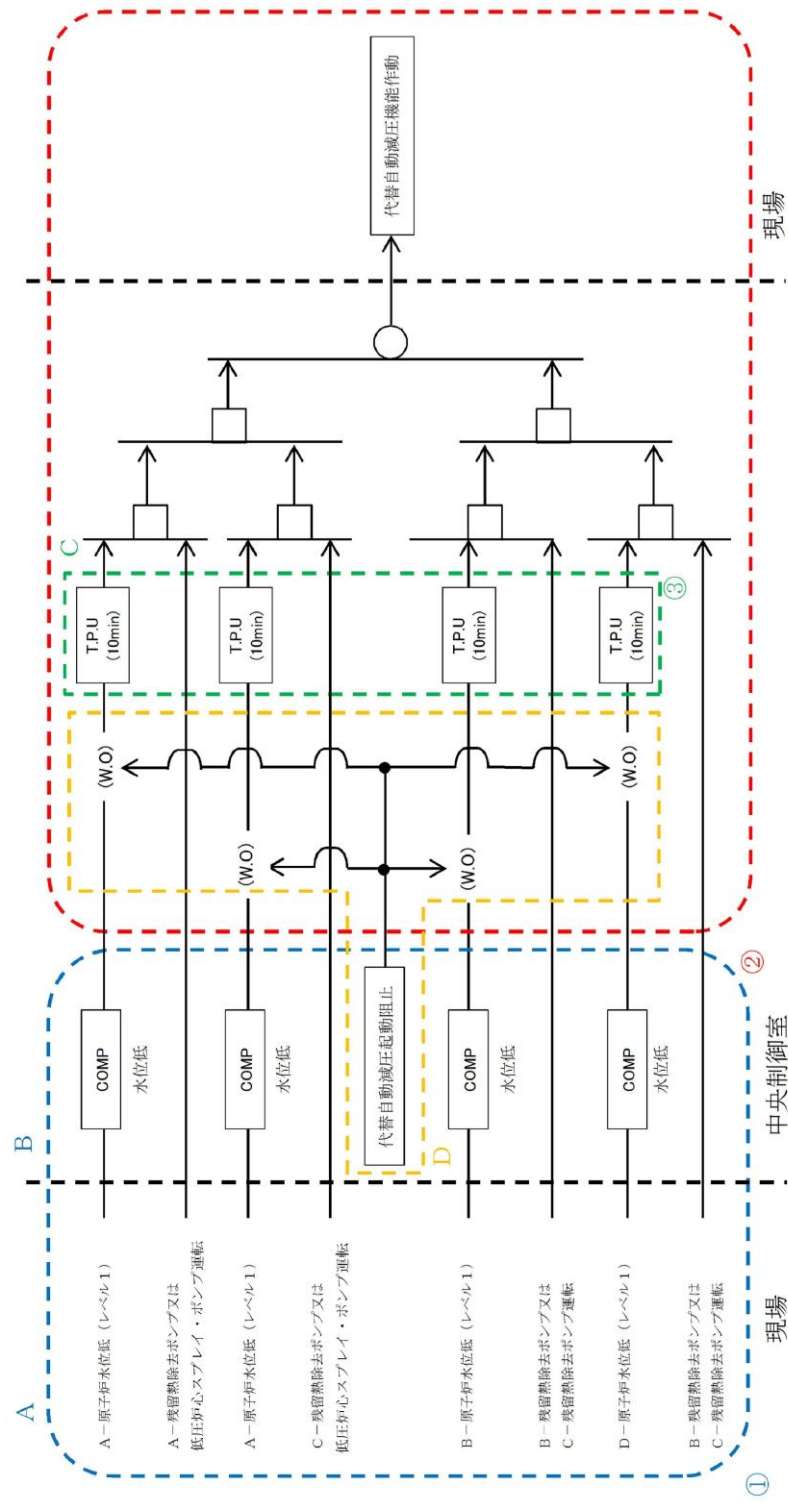 A
B
C
A－原子炉水位低（レベル1）
COMP
水位低
(W.O)
T.P.U
(10min)
A－残留熱除去ポンプ又は
低圧炉心スプレイ・ポンプ運転
A－原子炉水位低（レベル1）
COMP
水位低
(W.O)
T.P.U
(10min)
C－残留熱除去ポンプ又は
低圧炉心スプレイ・ポンプ運転
代替自動減圧起動阻止
代替自動減圧機能作動
D
B－原子炉水位低（レベル1）
COMP
水位低
(W.O)
T.P.U
(10min)
B－残留熱除去ポンプ又は
C－残留熱除去ポンプ運転
D－原子炉水位低（レベル1）
COMP
水位低
(W.O)
T.P.U
(10min)
③
B－残留熱除去ポンプ又は
C－残留熱除去ポンプ運転
①
②
現場
中央制御室
現場